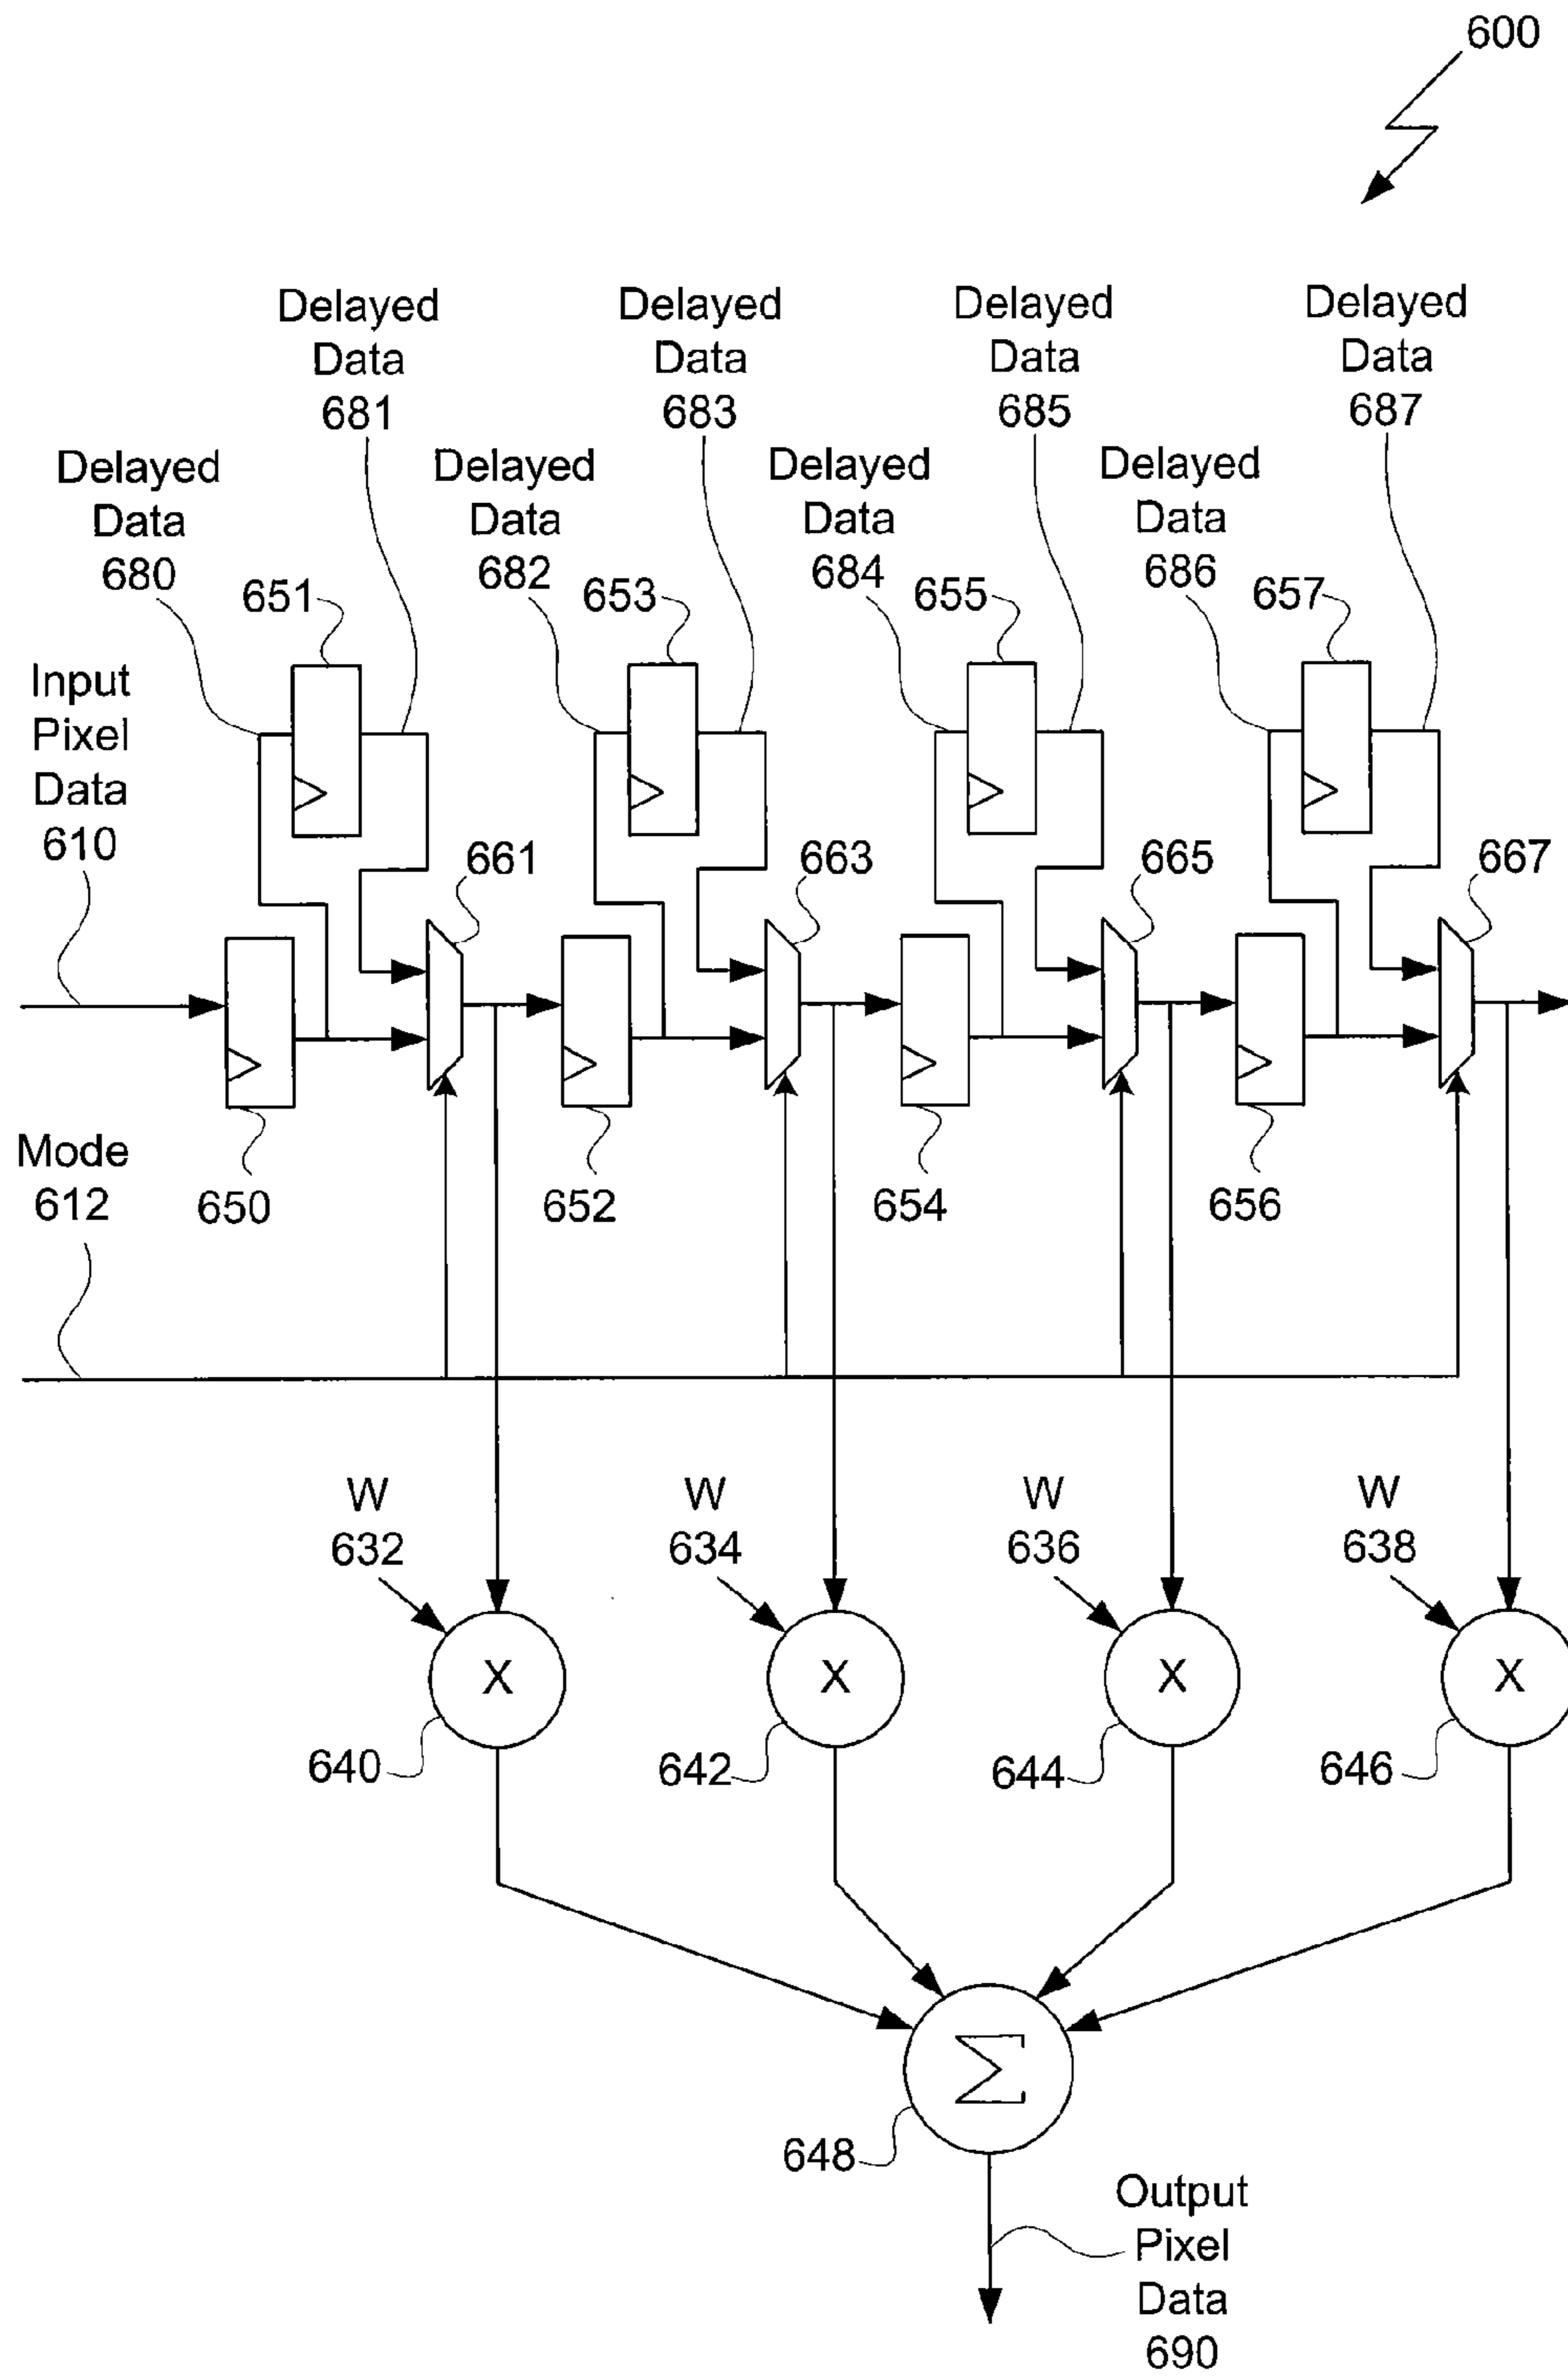 600
Delayed
Data
681
Delayed
Data
683
Delayed
Data
685
Delayed
Data
687
Delayed
Data
680
Delayed
Data
682
Delayed
Data
684
Delayed
Data
686
651
653
655
657
Input
Pixel
Data
610
661
663
665
667
Mode
612
650
652
654
656
W
632
W
634
W
636
W
638
X
X
X
X
640
642
644
646
Σ
648
Output
Pixel
Data
690